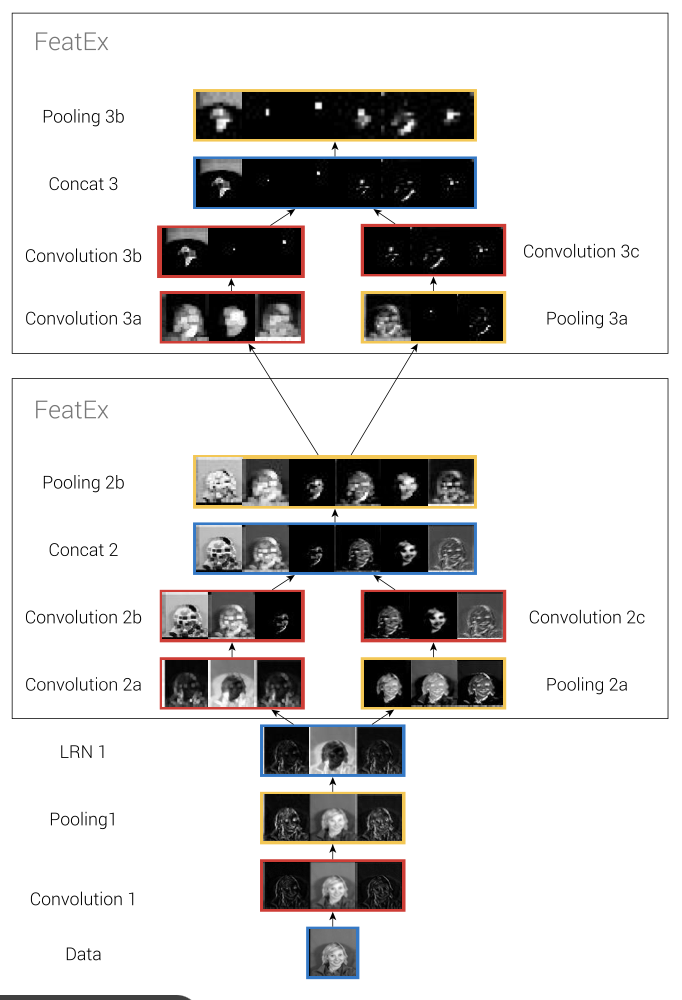 FeatEx
Pooling 3b
Concat 3
Convolution 3b
Convolution 3c
Convolution 3a
Pooling 3a
FeatEx
Pooling 2b
Concat 2
Convolution 2b
Convolution 2c
Convolution 2a
Pooling 2a
LRN 1
Pooling1
Convolution 1
Data